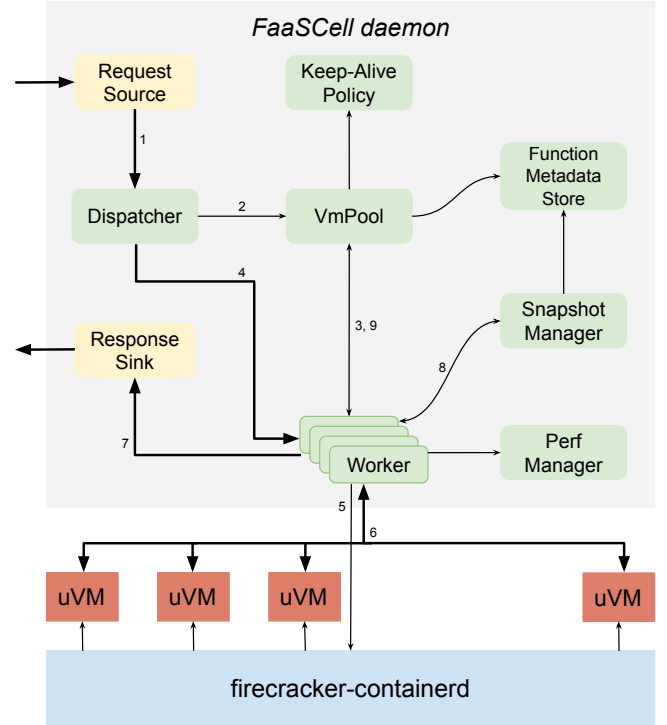 FaaSCell daemon
Request
Source
Keep-Alive
Policy
1
Function
Metadata
Store
Dispatcher
2
VmPool
4
3, 9
Snapshot
Manager
Response
Sink
8
7
Worker
Perf
Manager
5
6
uVM
uVM
uVM
uVM
firecracker-containerd